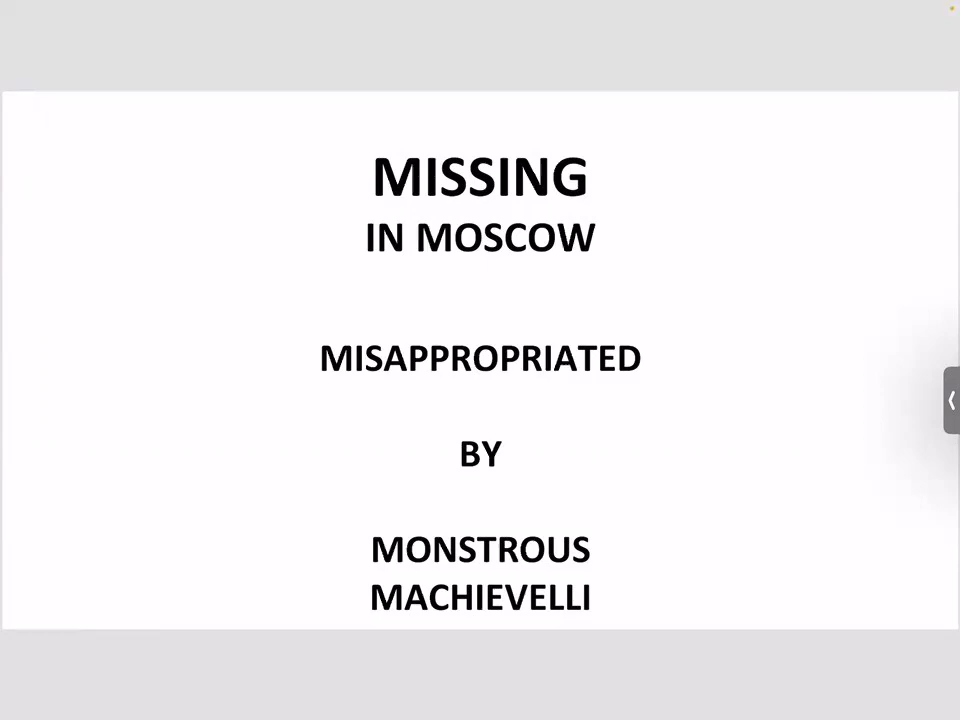 MISSING
IN MOSCOW
MISAPPROPRIATED
BY
MONSTROUS
MACHIEVELLI